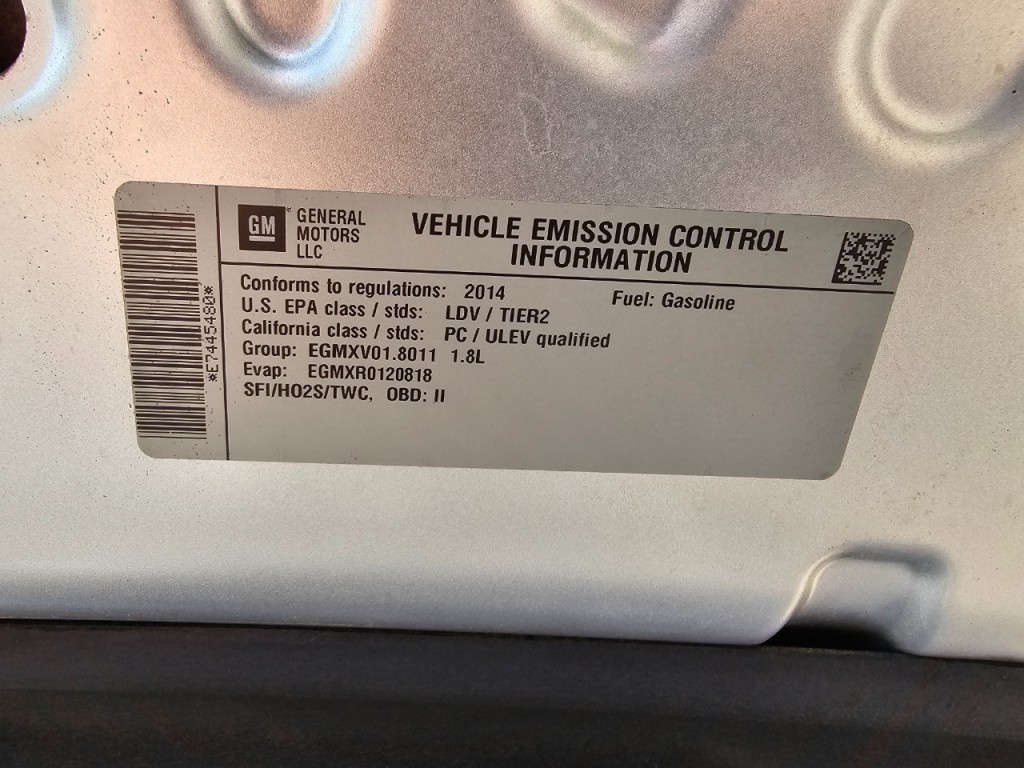 *E7445480*
GM
GENERAL
MOTORS
LLC
VEHICLE EMISSION CONTROL
INFORMATION
Conforms to regulations: 2014 Fuel: Gasoline
U.S. EPA class / stds: LDV / TIER2
California class / stds: PC / ULEV qualified
Group: EGMXV01.8011 1.8L
Evap: EGMXR0120818
SFI/HO2S/TWC, OBD: II